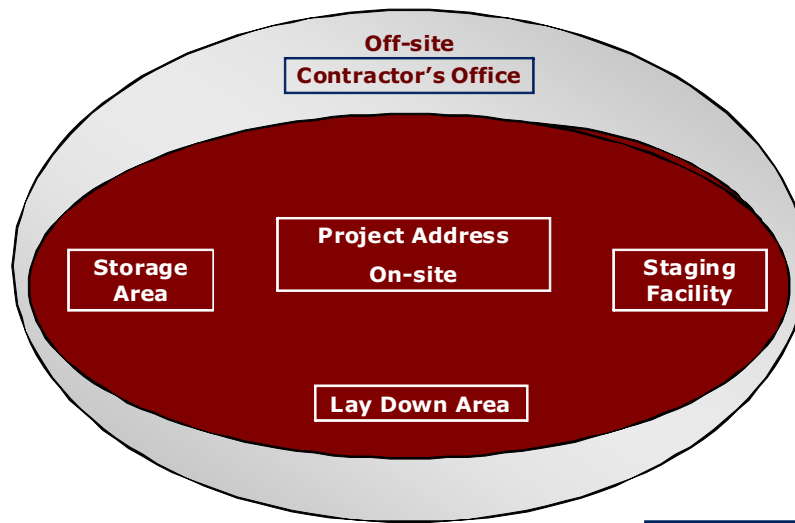 Off-site
Contractor’s Office
Project Address
On-site
Storage
Area
Staging
Facility
Lay Down Area